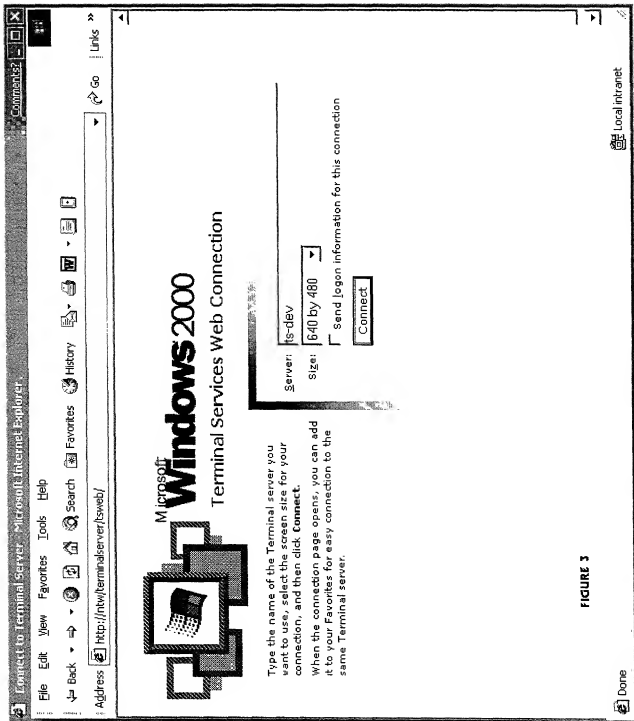 Connect to Terminal Server - Microsoft Internet Explorer
Comments?
File Edit View Favorites Tools Help
Back Search Favorites History
Address http://ntw/terminalserver/tsweb/ Go Links »
Microsoft
Windows 2000
Terminal Services Web Connection
Type the name of the Terminal server you
want to use, select the screen size for your
connection, and then click Connect.
When the connection page opens, you can add
it to your Favorites for easy connection to the
same Terminal server.
Server: ts-dev
Size: 640 by 480
Send logon information for this connection
Connect
FIGURE 3
Done
Local intranet